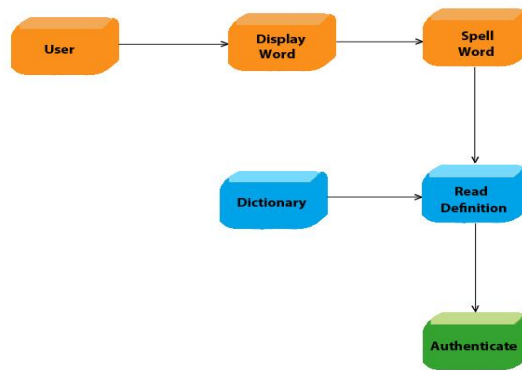 User
Display
Word
Spell
Word
Dictionary
Read
Definition
Authenticate